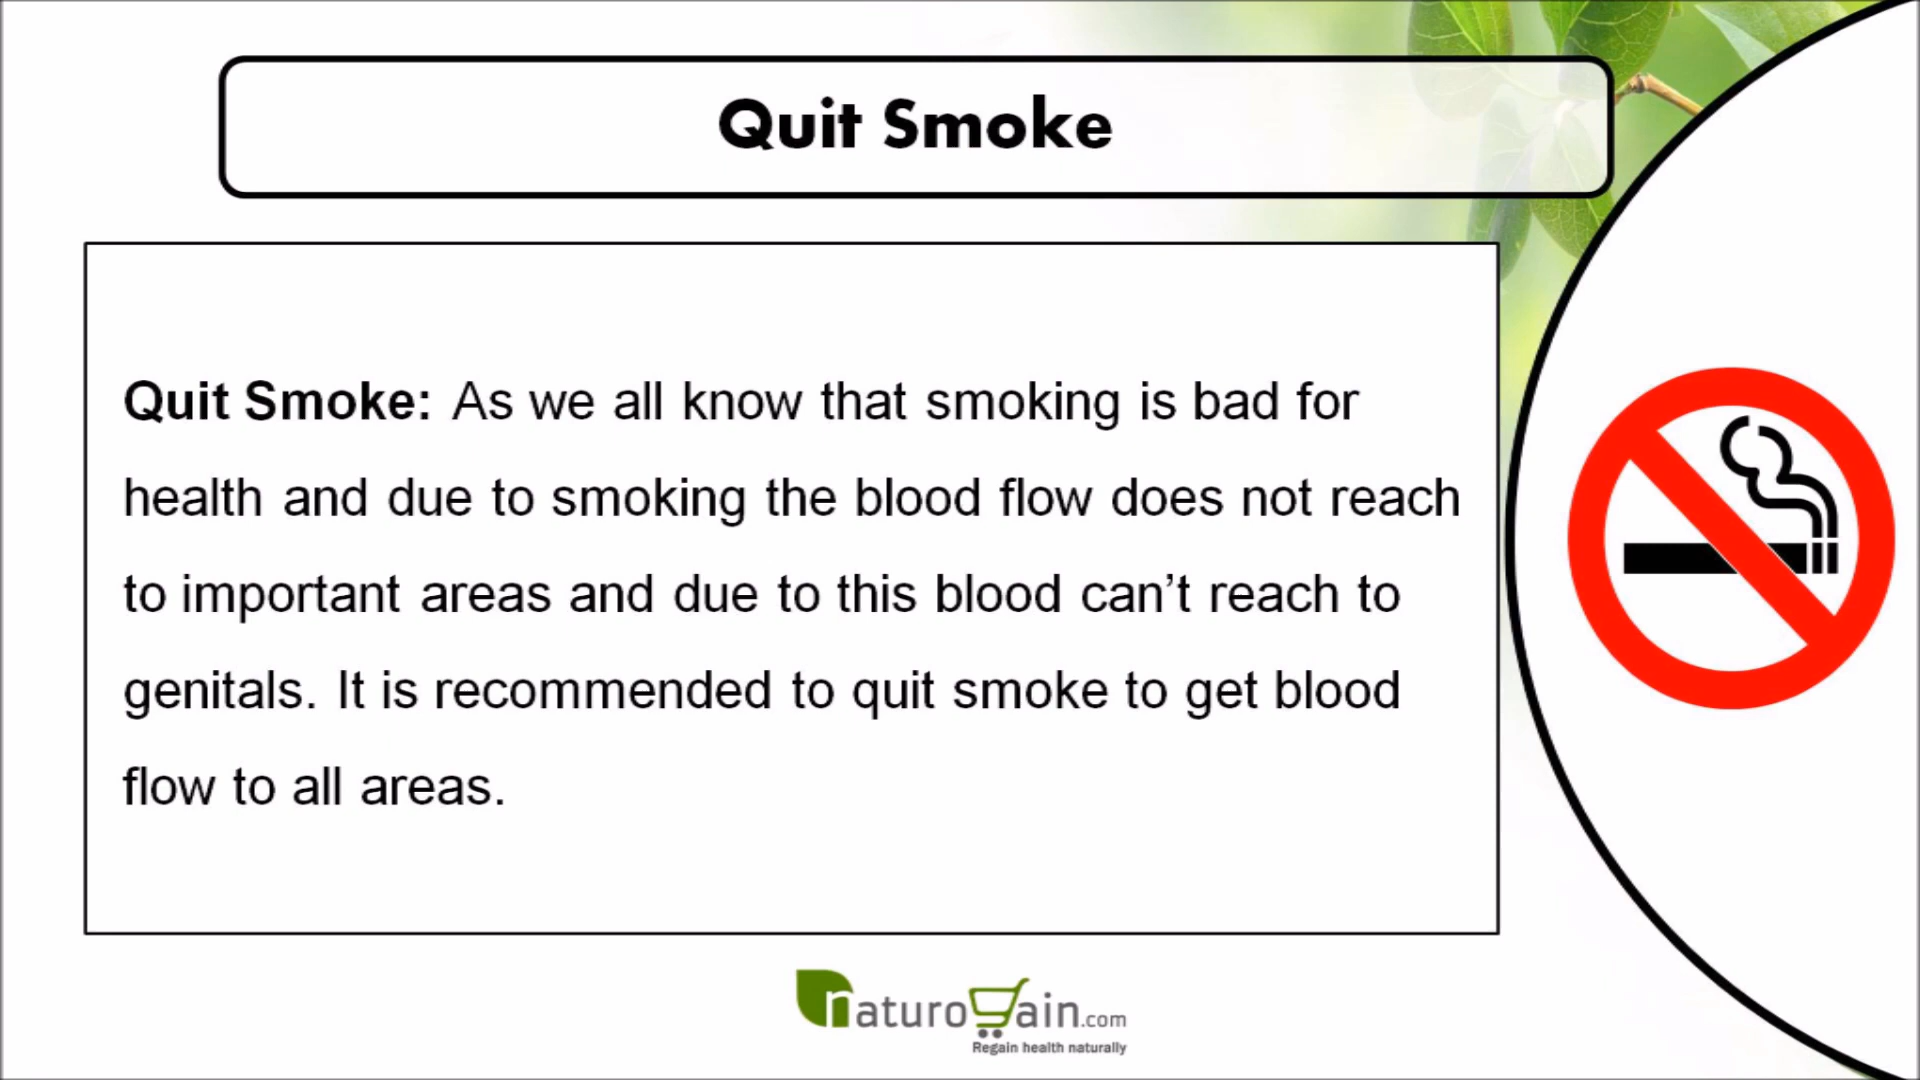 Quit Smoke
Quit Smoke: As we all know that smoking is bad for
health and due to smoking the blood flow does not reach
to important areas and due to this blood can’t reach to
genitals. It is recommended to quit smoke to get blood
flow to all areas.
naturogain.com
Regain health naturally